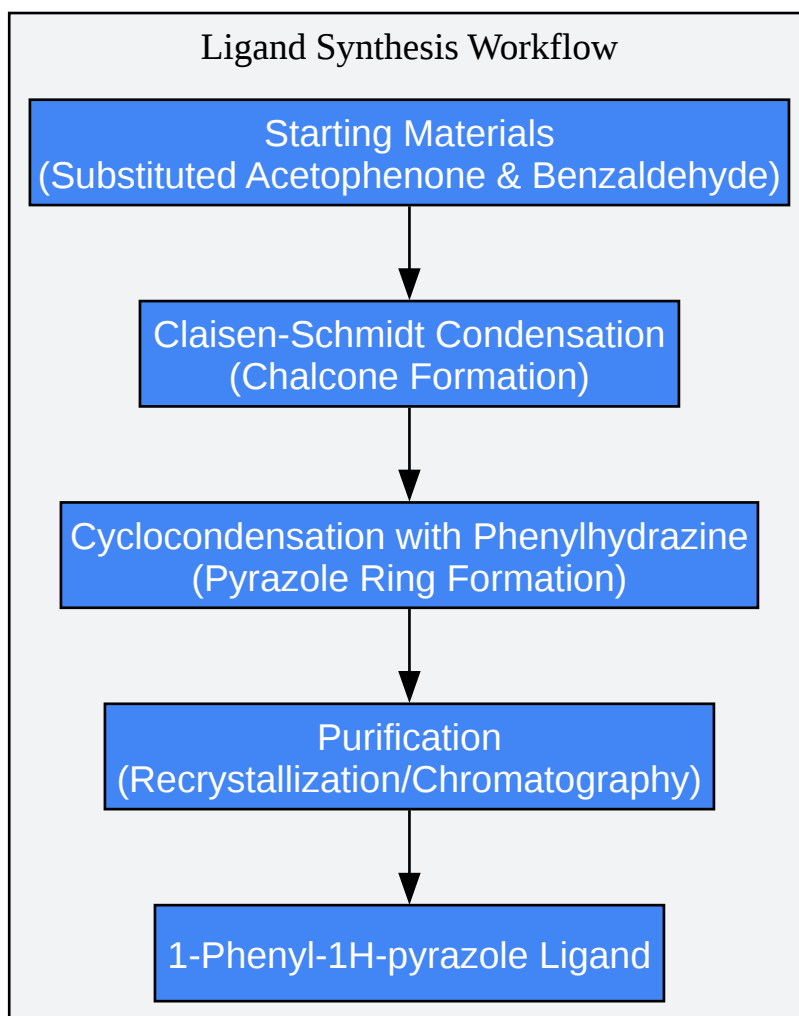 Ligand Synthesis Workflow
Starting Materials
(Substituted Acetophenone & Benzaldehyde)
Claisen-Schmidt Condensation
(Chalcone Formation)
Cyclocondensation with Phenylhydrazine
(Pyrazole Ring Formation)
Purification
(Recrystallization/Chromatography)
1-Phenyl-1H-pyrazole Ligand